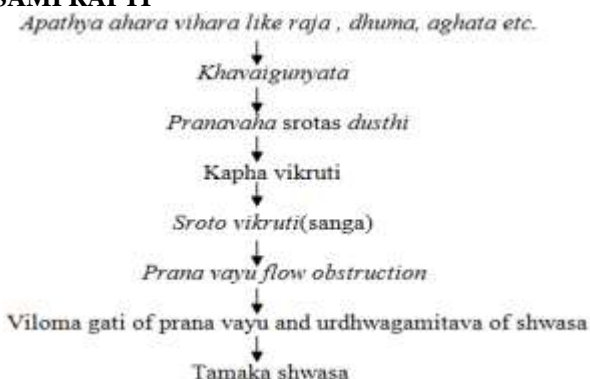 SAMPRAPTI
Apathya ahara vihara like raja , dhuma, aghata etc.
Khavaigunyata
Pranavaha srotas dusthi
Kapha vikruti
Sroto vikruti(sanga)
Prana vayu flow obstruction
Viloma gati of prana vayu and urdhwagamitava of shwasa
Tamaka shwasa